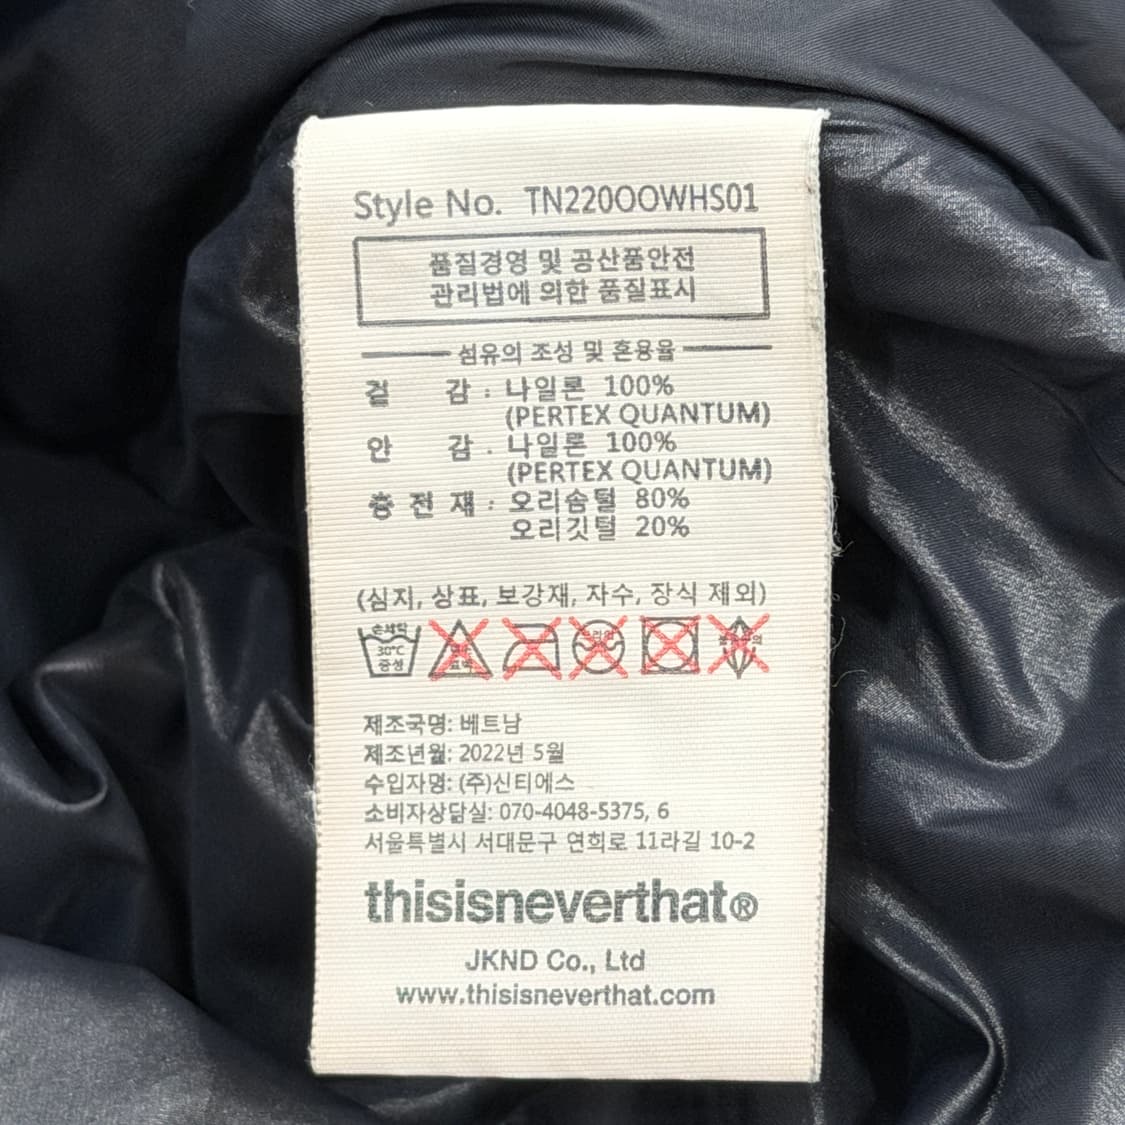 Style No. TN220OOWHS01
품질경영 및 공산품안전
관리법에 의한 품질표시
섬유의 조성 및 혼용율
겉 감 : 나일론 100%
(PERTEX QUANTUM)
안 감 : 나일론 100%
(PERTEX QUANTUM)
충 전 재 : 오리솜털 80%
오리깃털 20%
(심지, 상표, 보강재, 자수, 장식 제외)
손세탁
30°C
중성
제조국명: 베트남
제조년월: 2022년 5월
수입자명: (주)신티에스
소비자상담실: 070-4048-5375, 6
서울특별시 서대문구 연희로 11라길 10-2
thisisneverthat®
JKND Co., Ltd
www.thisisneverthat.com